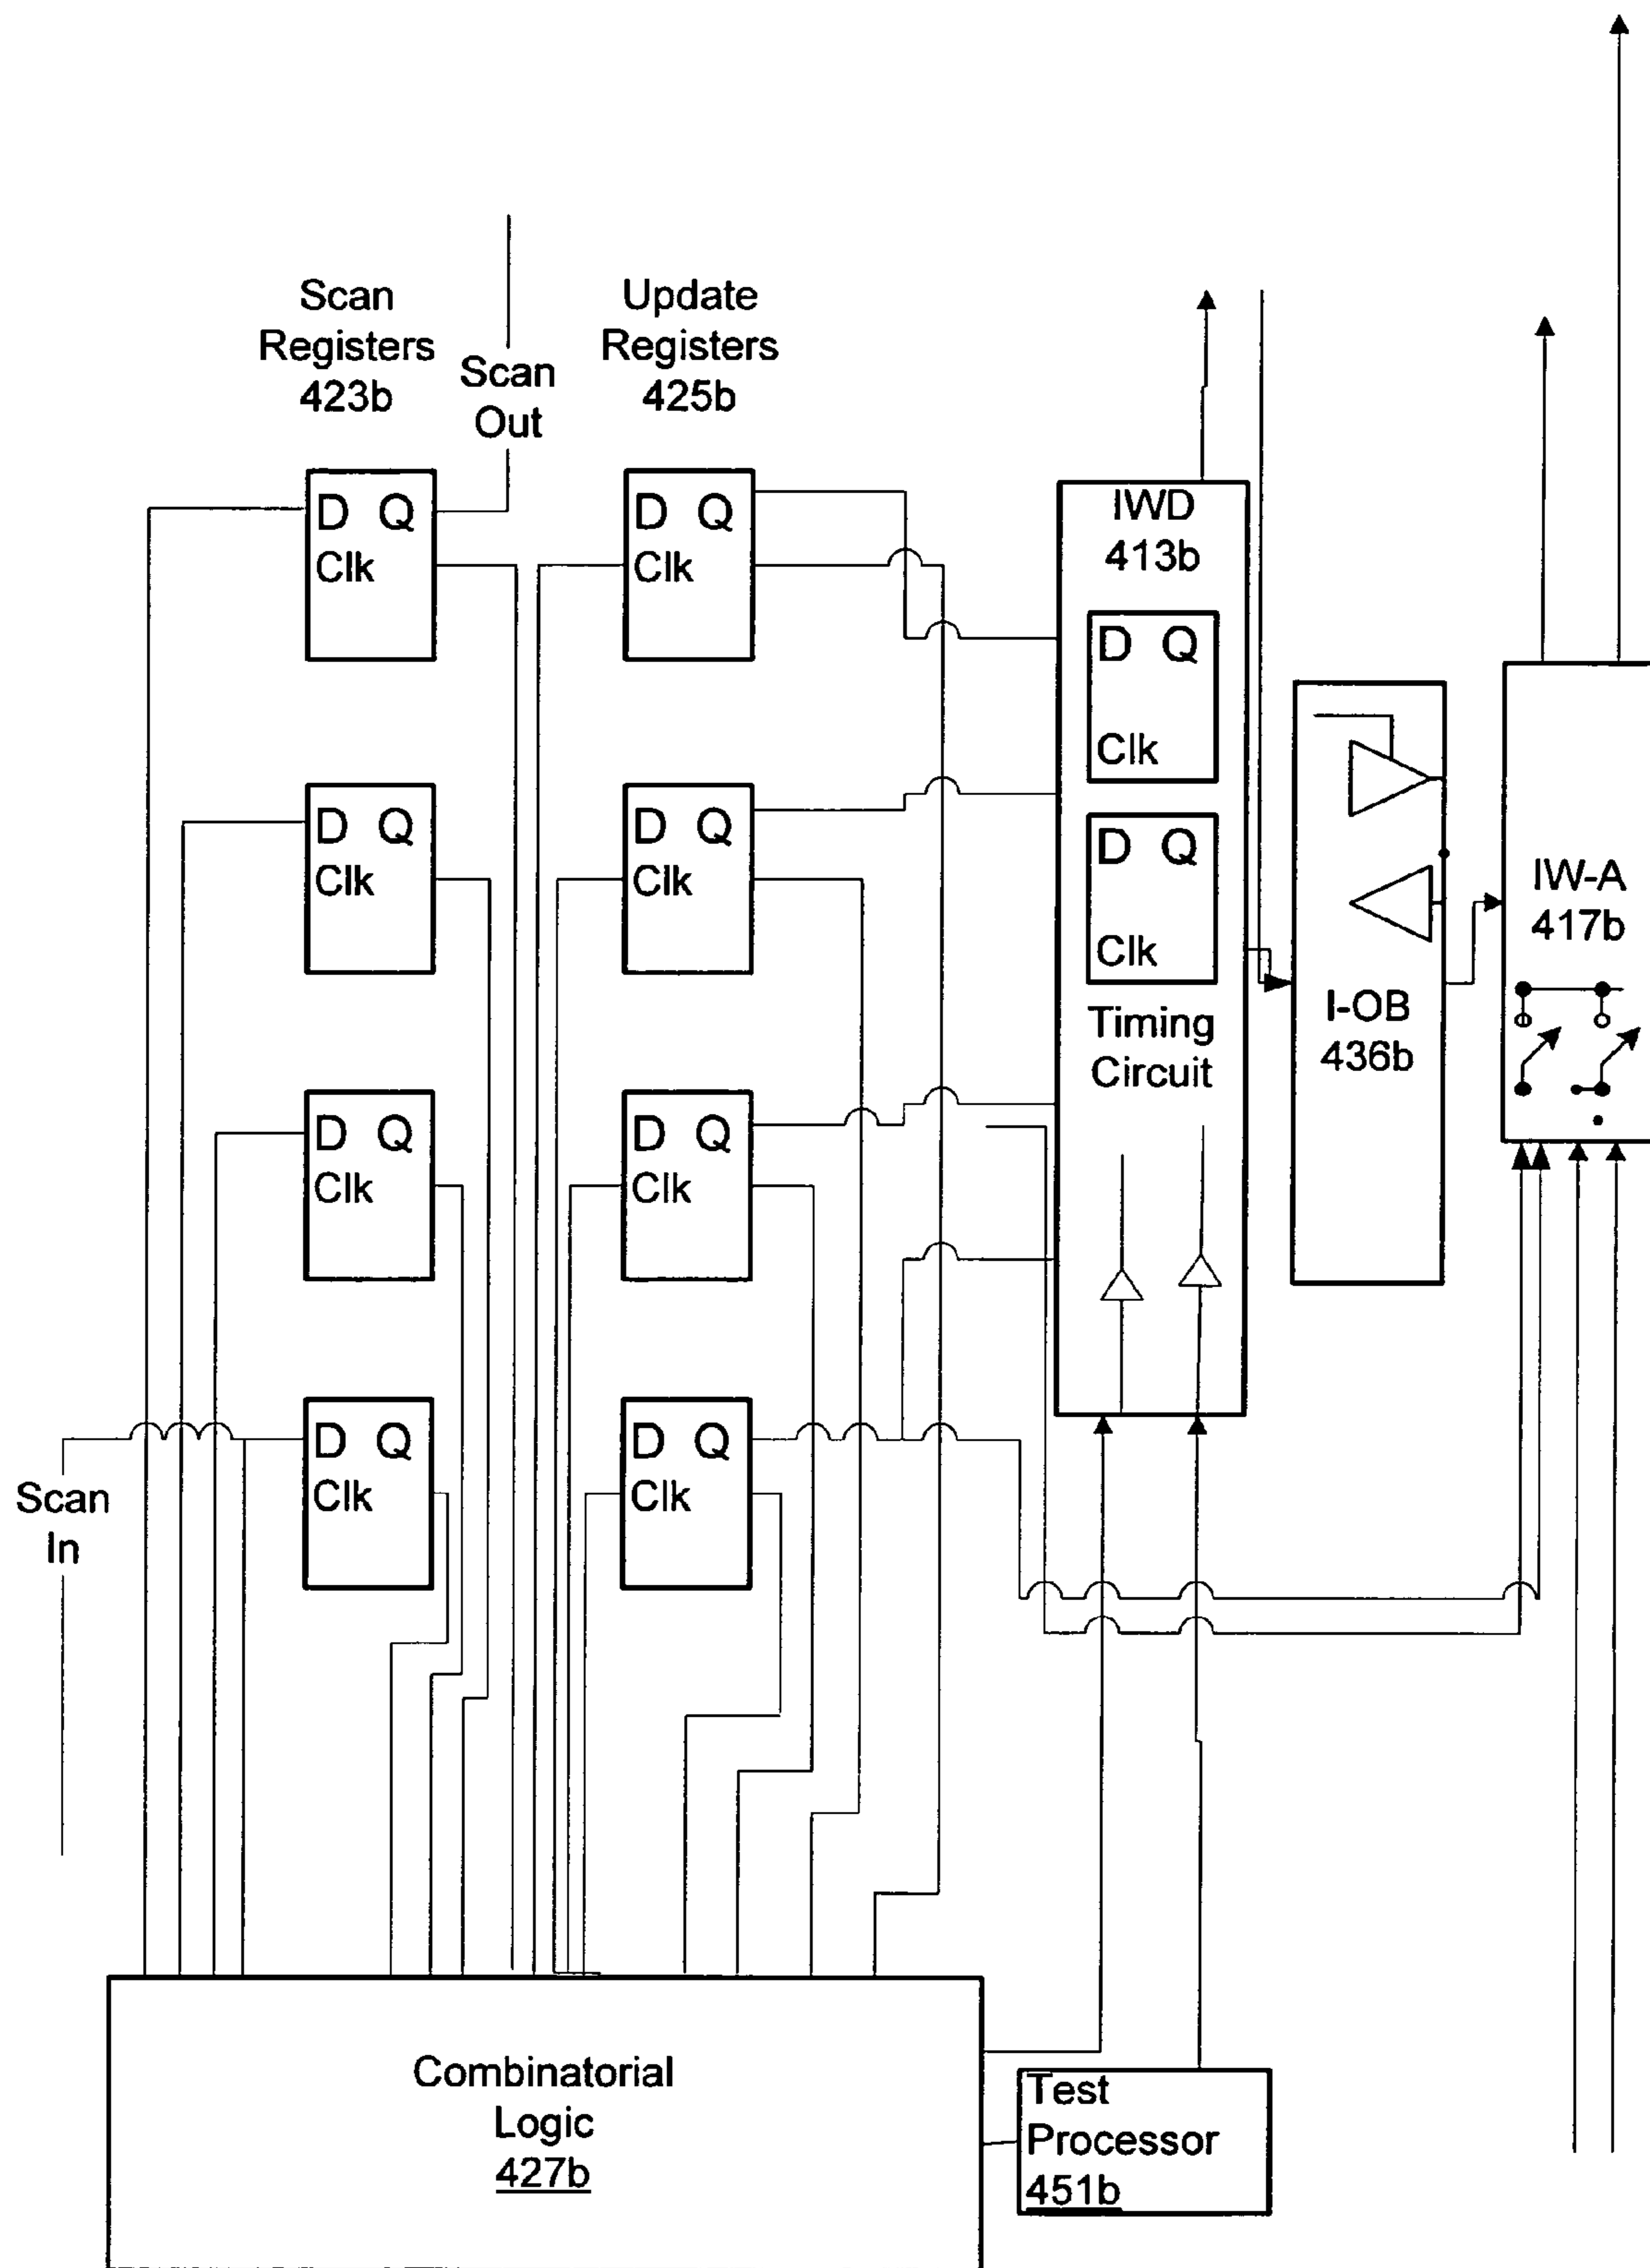 Scan
Registers
423b
Scan
Out
Update
Registers
425b
D Q
Clk
D Q
Clk
IWD
413b
D Q
Clk
D Q
Clk
Timing
Circuit
D Q
Clk
D Q
Clk
I-OB
436b
IW-A
417b
D Q
Clk
D Q
Clk
Scan
In
D Q
Clk
D Q
Clk
Combinatorial
Logic
427b
Test
Processor
451b